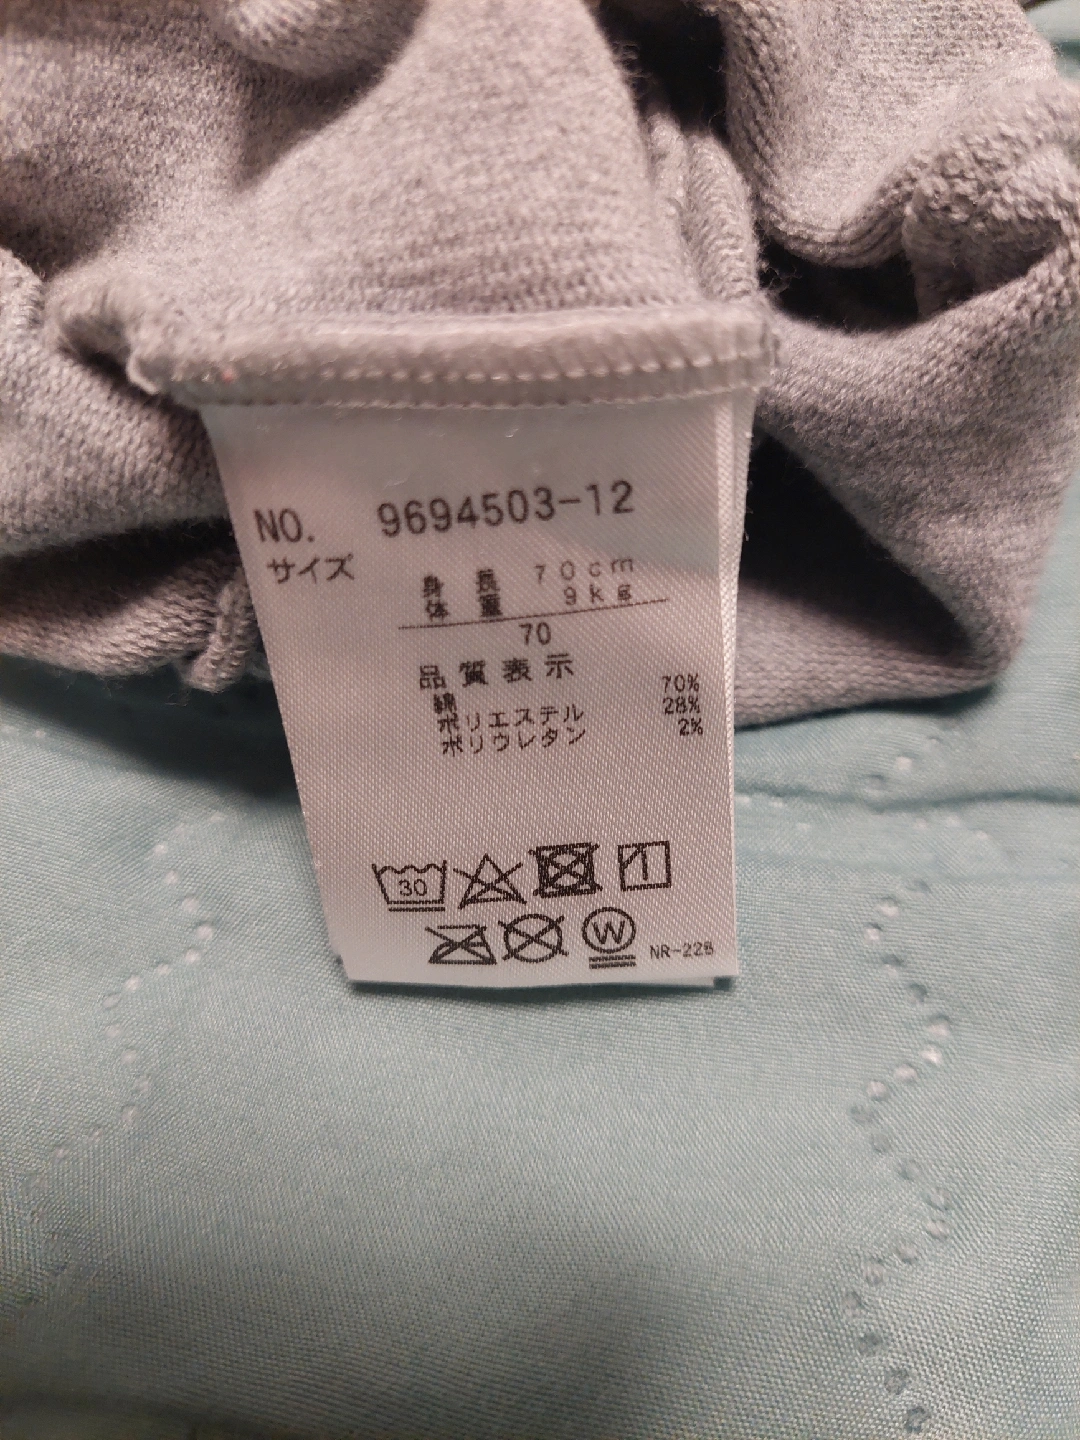 NO. 9694503-12
サイズ
身 長 70cm
体 重 9kg
70
品質表示
綿 70%
ポリエステル 28%
ポリウレタン 2%
30
W
NR-22B